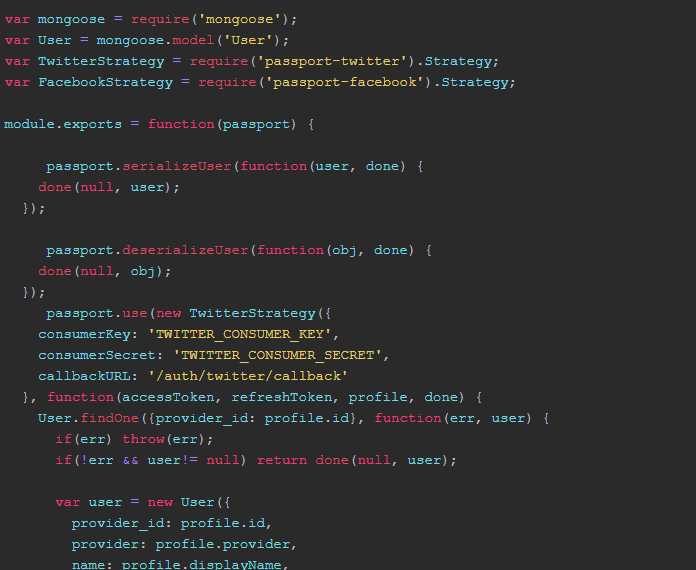 var mongoose = require('mongoose');
var User = mongoose.model('User');
var TwitterStrategy = require('passport-twitter').Strategy;
var FacebookStrategy = require('passport-facebook').Strategy;

module.exports = function(passport) {

     passport.serializeUser(function(user, done) {
    done(null, user);
  });

     passport.deserializeUser(function(obj, done) {
    done(null, obj);
  });
     passport.use(new TwitterStrategy({
    consumerKey: 'TWITTER_CONSUMER_KEY',
    consumerSecret: 'TWITTER_CONSUMER_SECRET',
    callbackURL: '/auth/twitter/callback'
  }, function(accessToken, refreshToken, profile, done) {
    User.findOne({provider_id: profile.id}, function(err, user) {
      if(err) throw(err);
      if(!err && user!= null) return done(null, user);

      var user = new User({
        provider_id: profile.id,
        provider: profile.provider,
        name: profile.displayName,